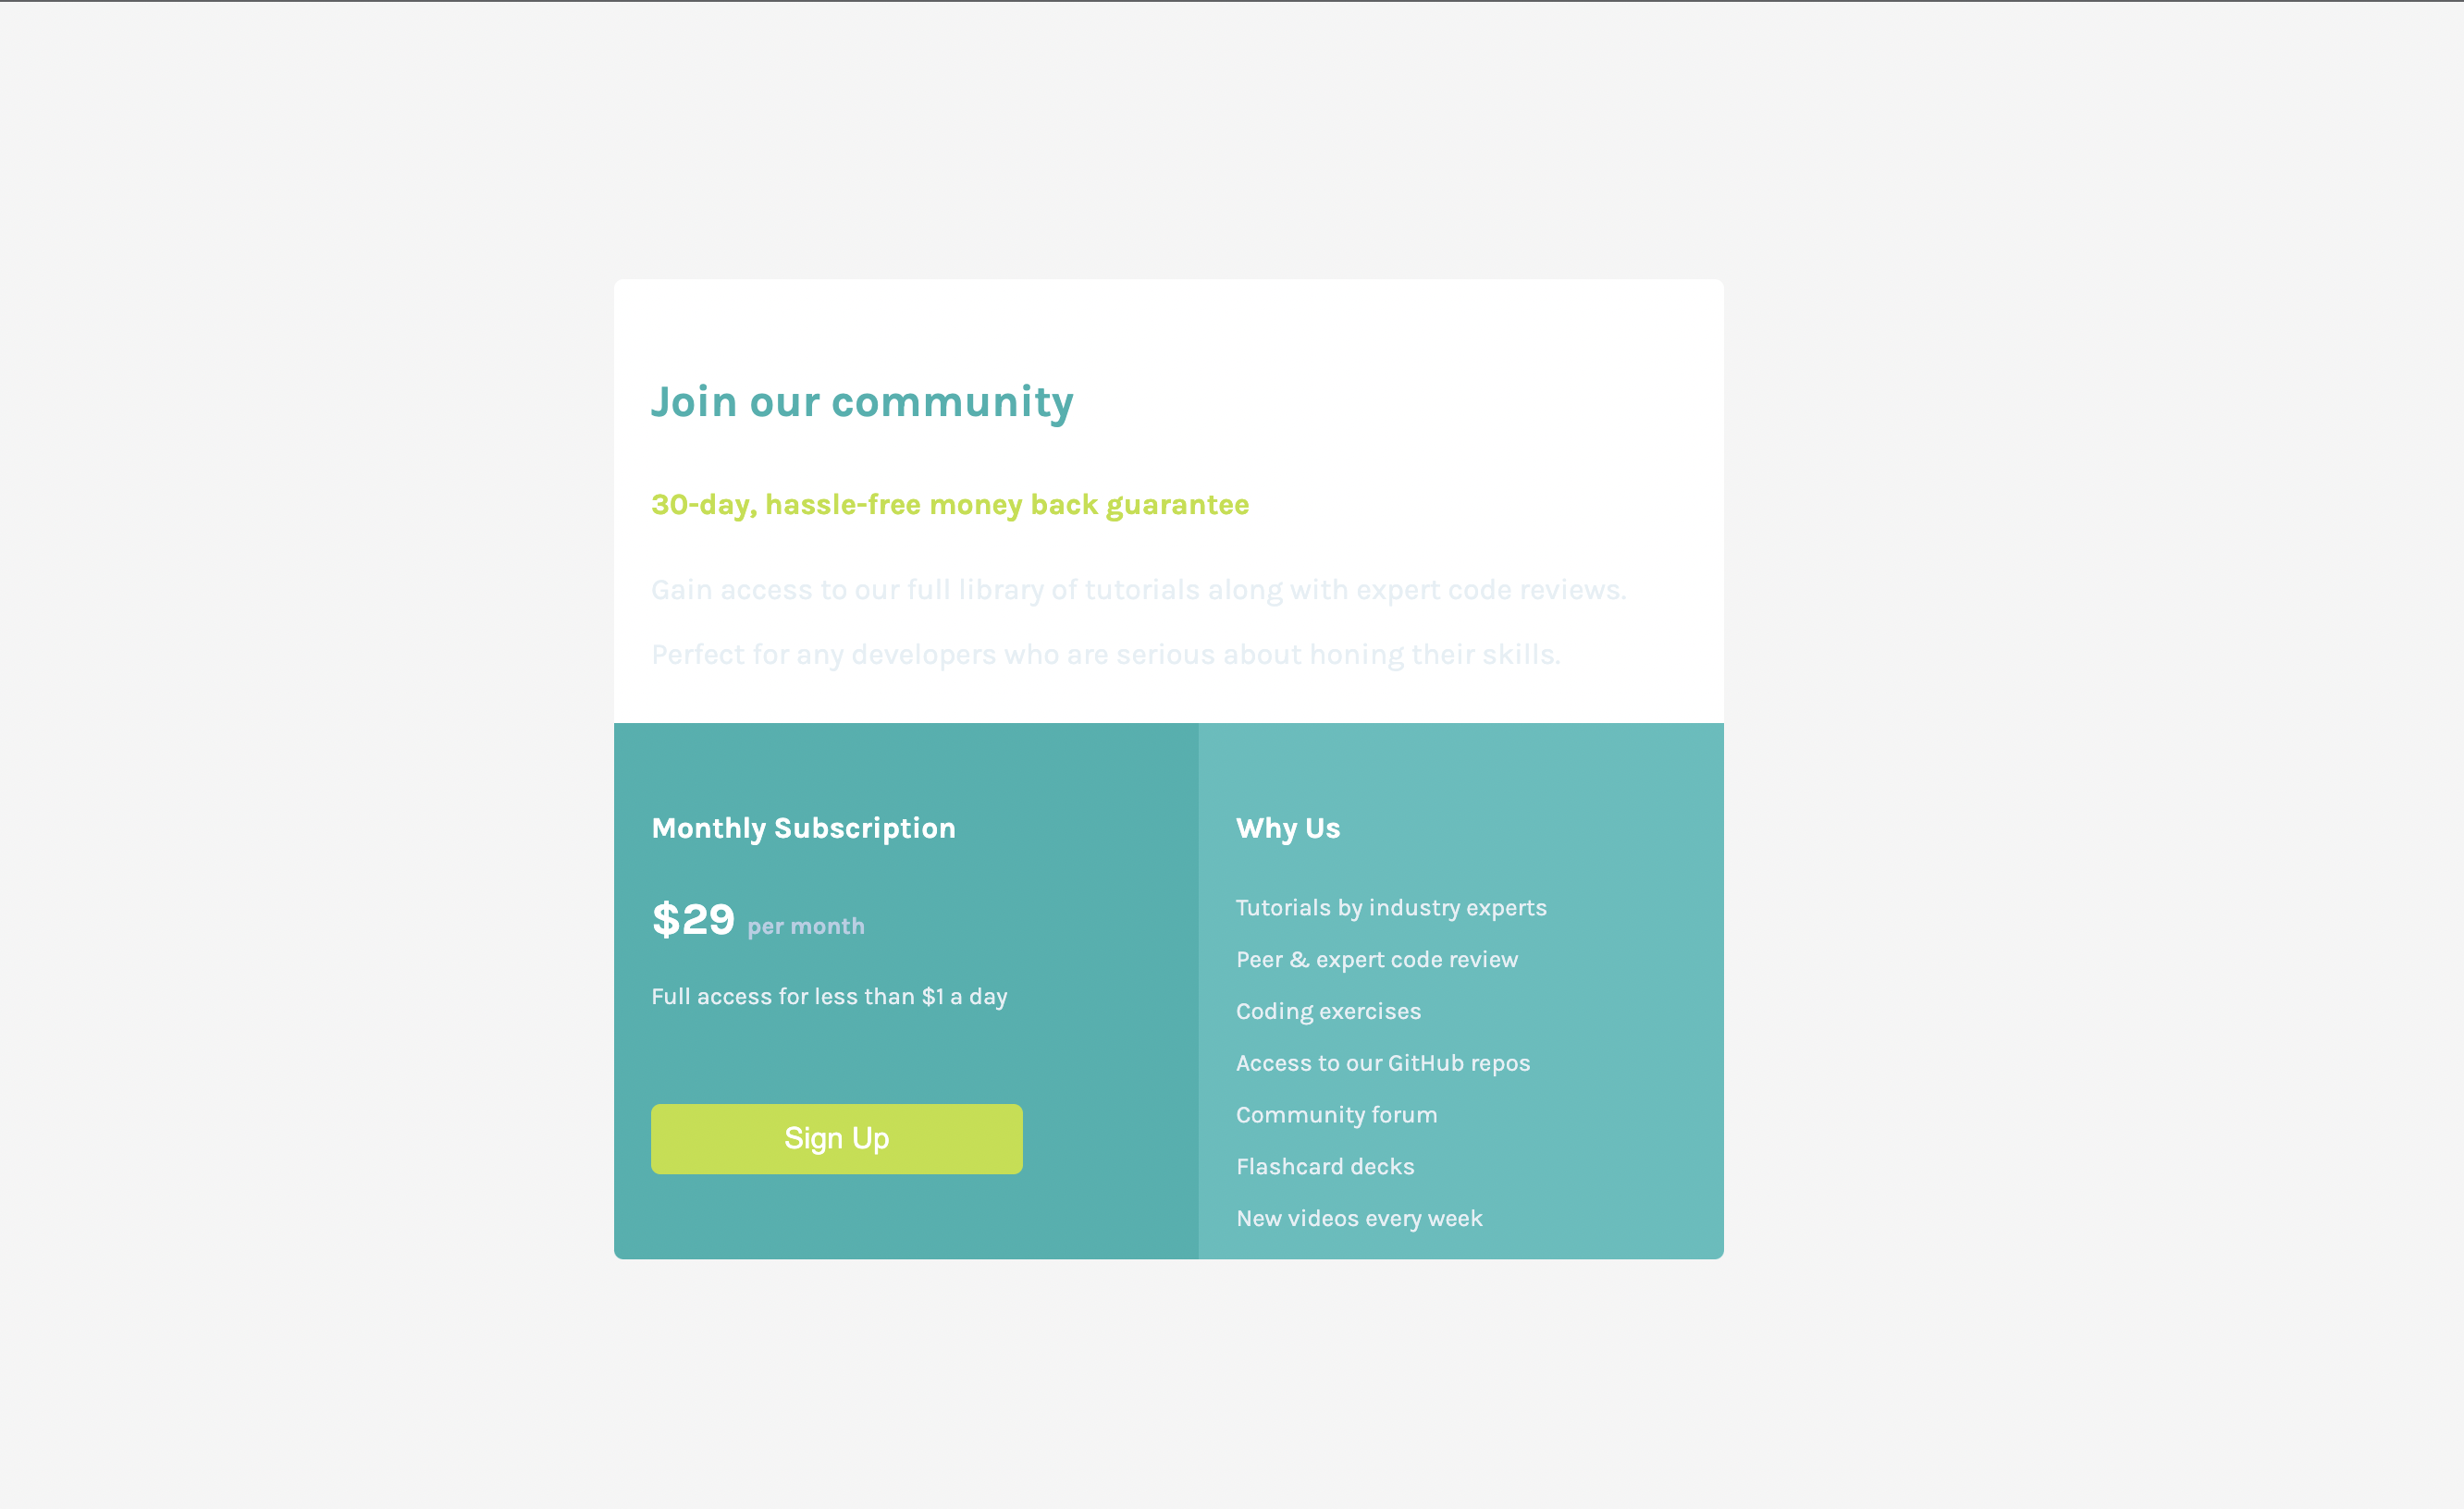 Join our community
30-day, hassle-free money back guarantee
Gain access to our full library of tutorials along with expert code reviews.
Perfect for any developers who are serious about honing their skills.
Monthly Subscription
$29 per month
Full access for less than $1 a day
Sign Up
Why Us
Tutorials by industry experts
Peer & expert code review
Coding exercises
Access to our GitHub repos
Community forum
Flashcard decks
New videos every week